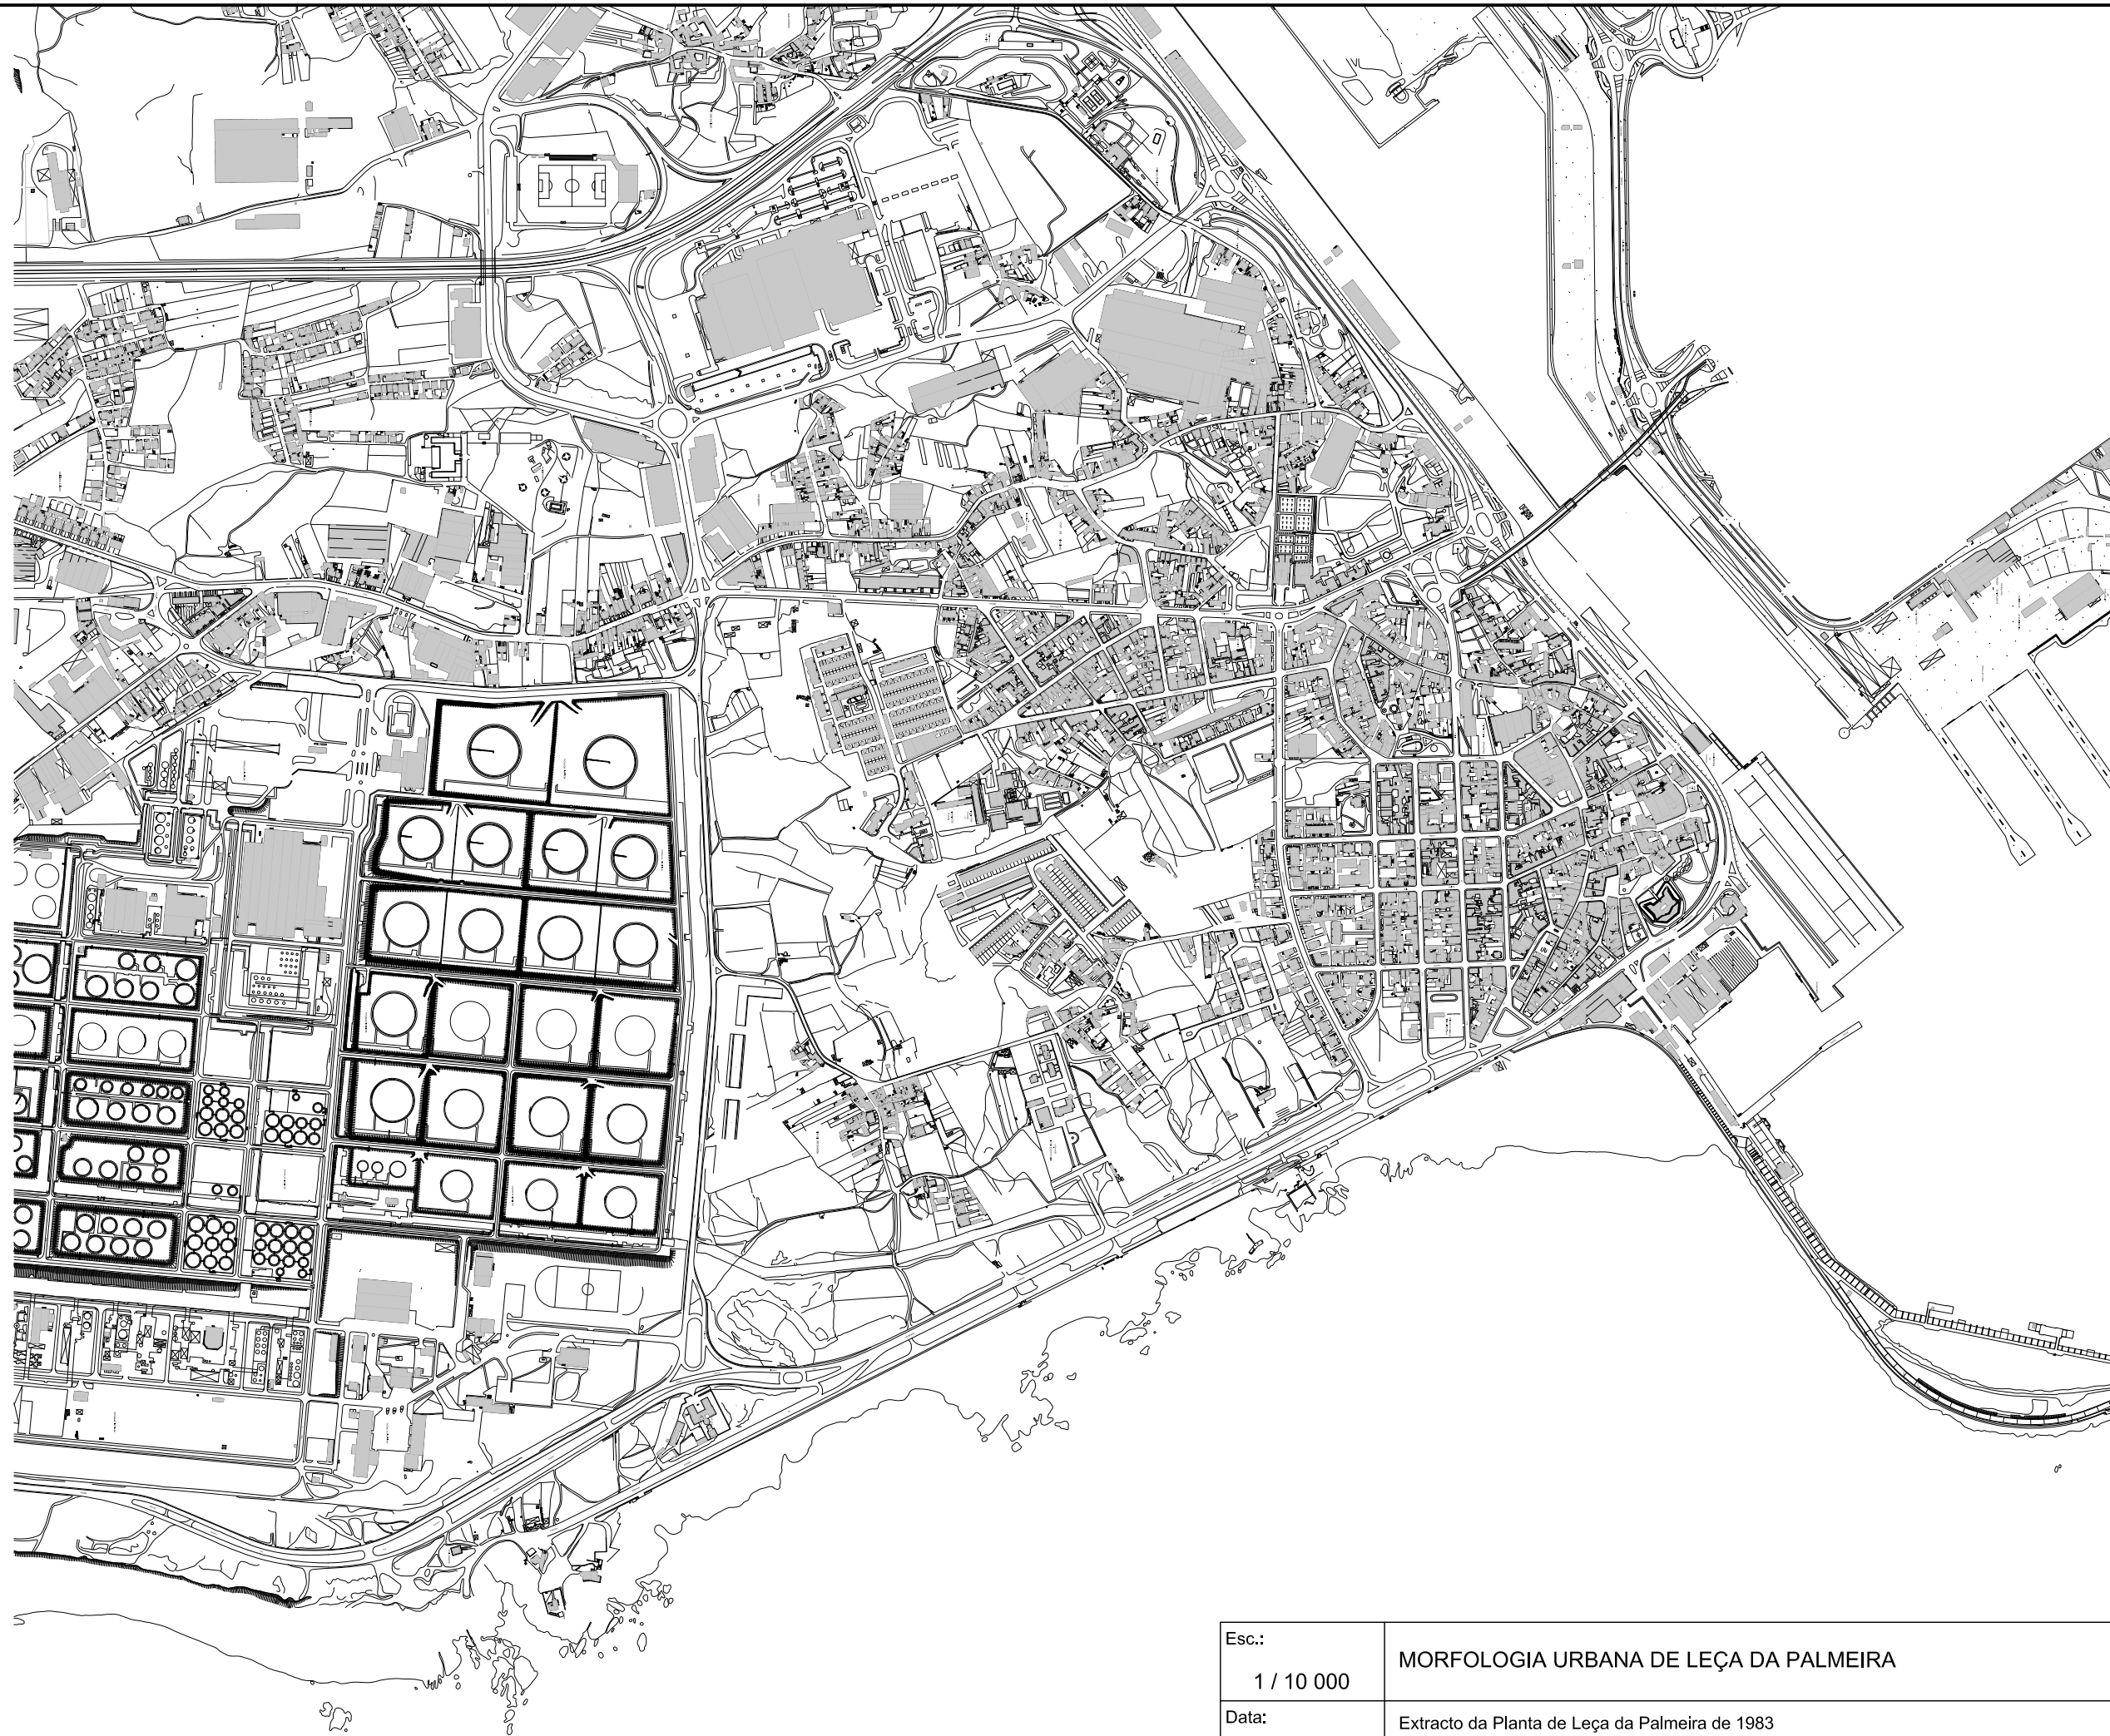 Esc.:
1 / 10 000
MORFOLOGIA URBANA DE LEÇA DA PALMEIRA
Data:
Extracto da Planta de Leça da Palmeira de 1983